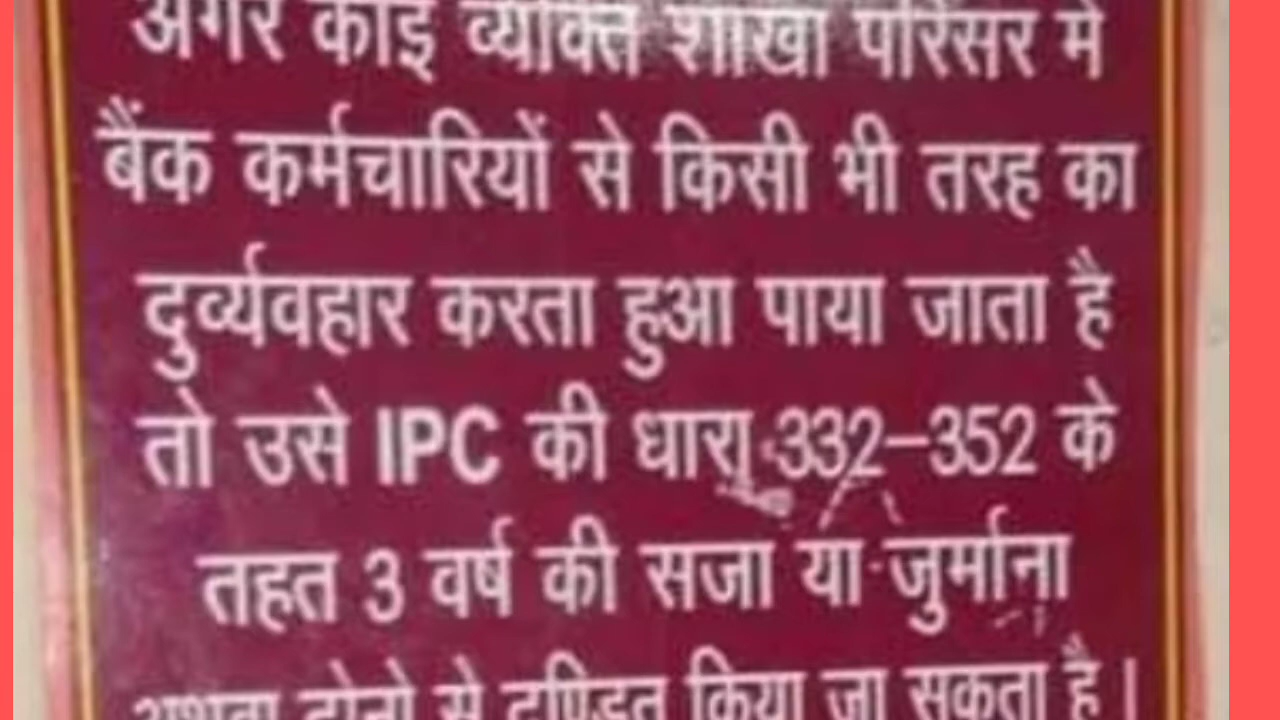 अगर कोई व्यक्ति शाखा परिसर में
बैंक कर्मचारियों से किसी भी तरह का
दुर्व्यवहार करता हुआ पाया जाता है
तो उसे IPC की धारा 332–352 के
तहत 3 वर्ष की सजा या जुर्माना
अथवा दोनो से दण्डित किया जा सकता है।